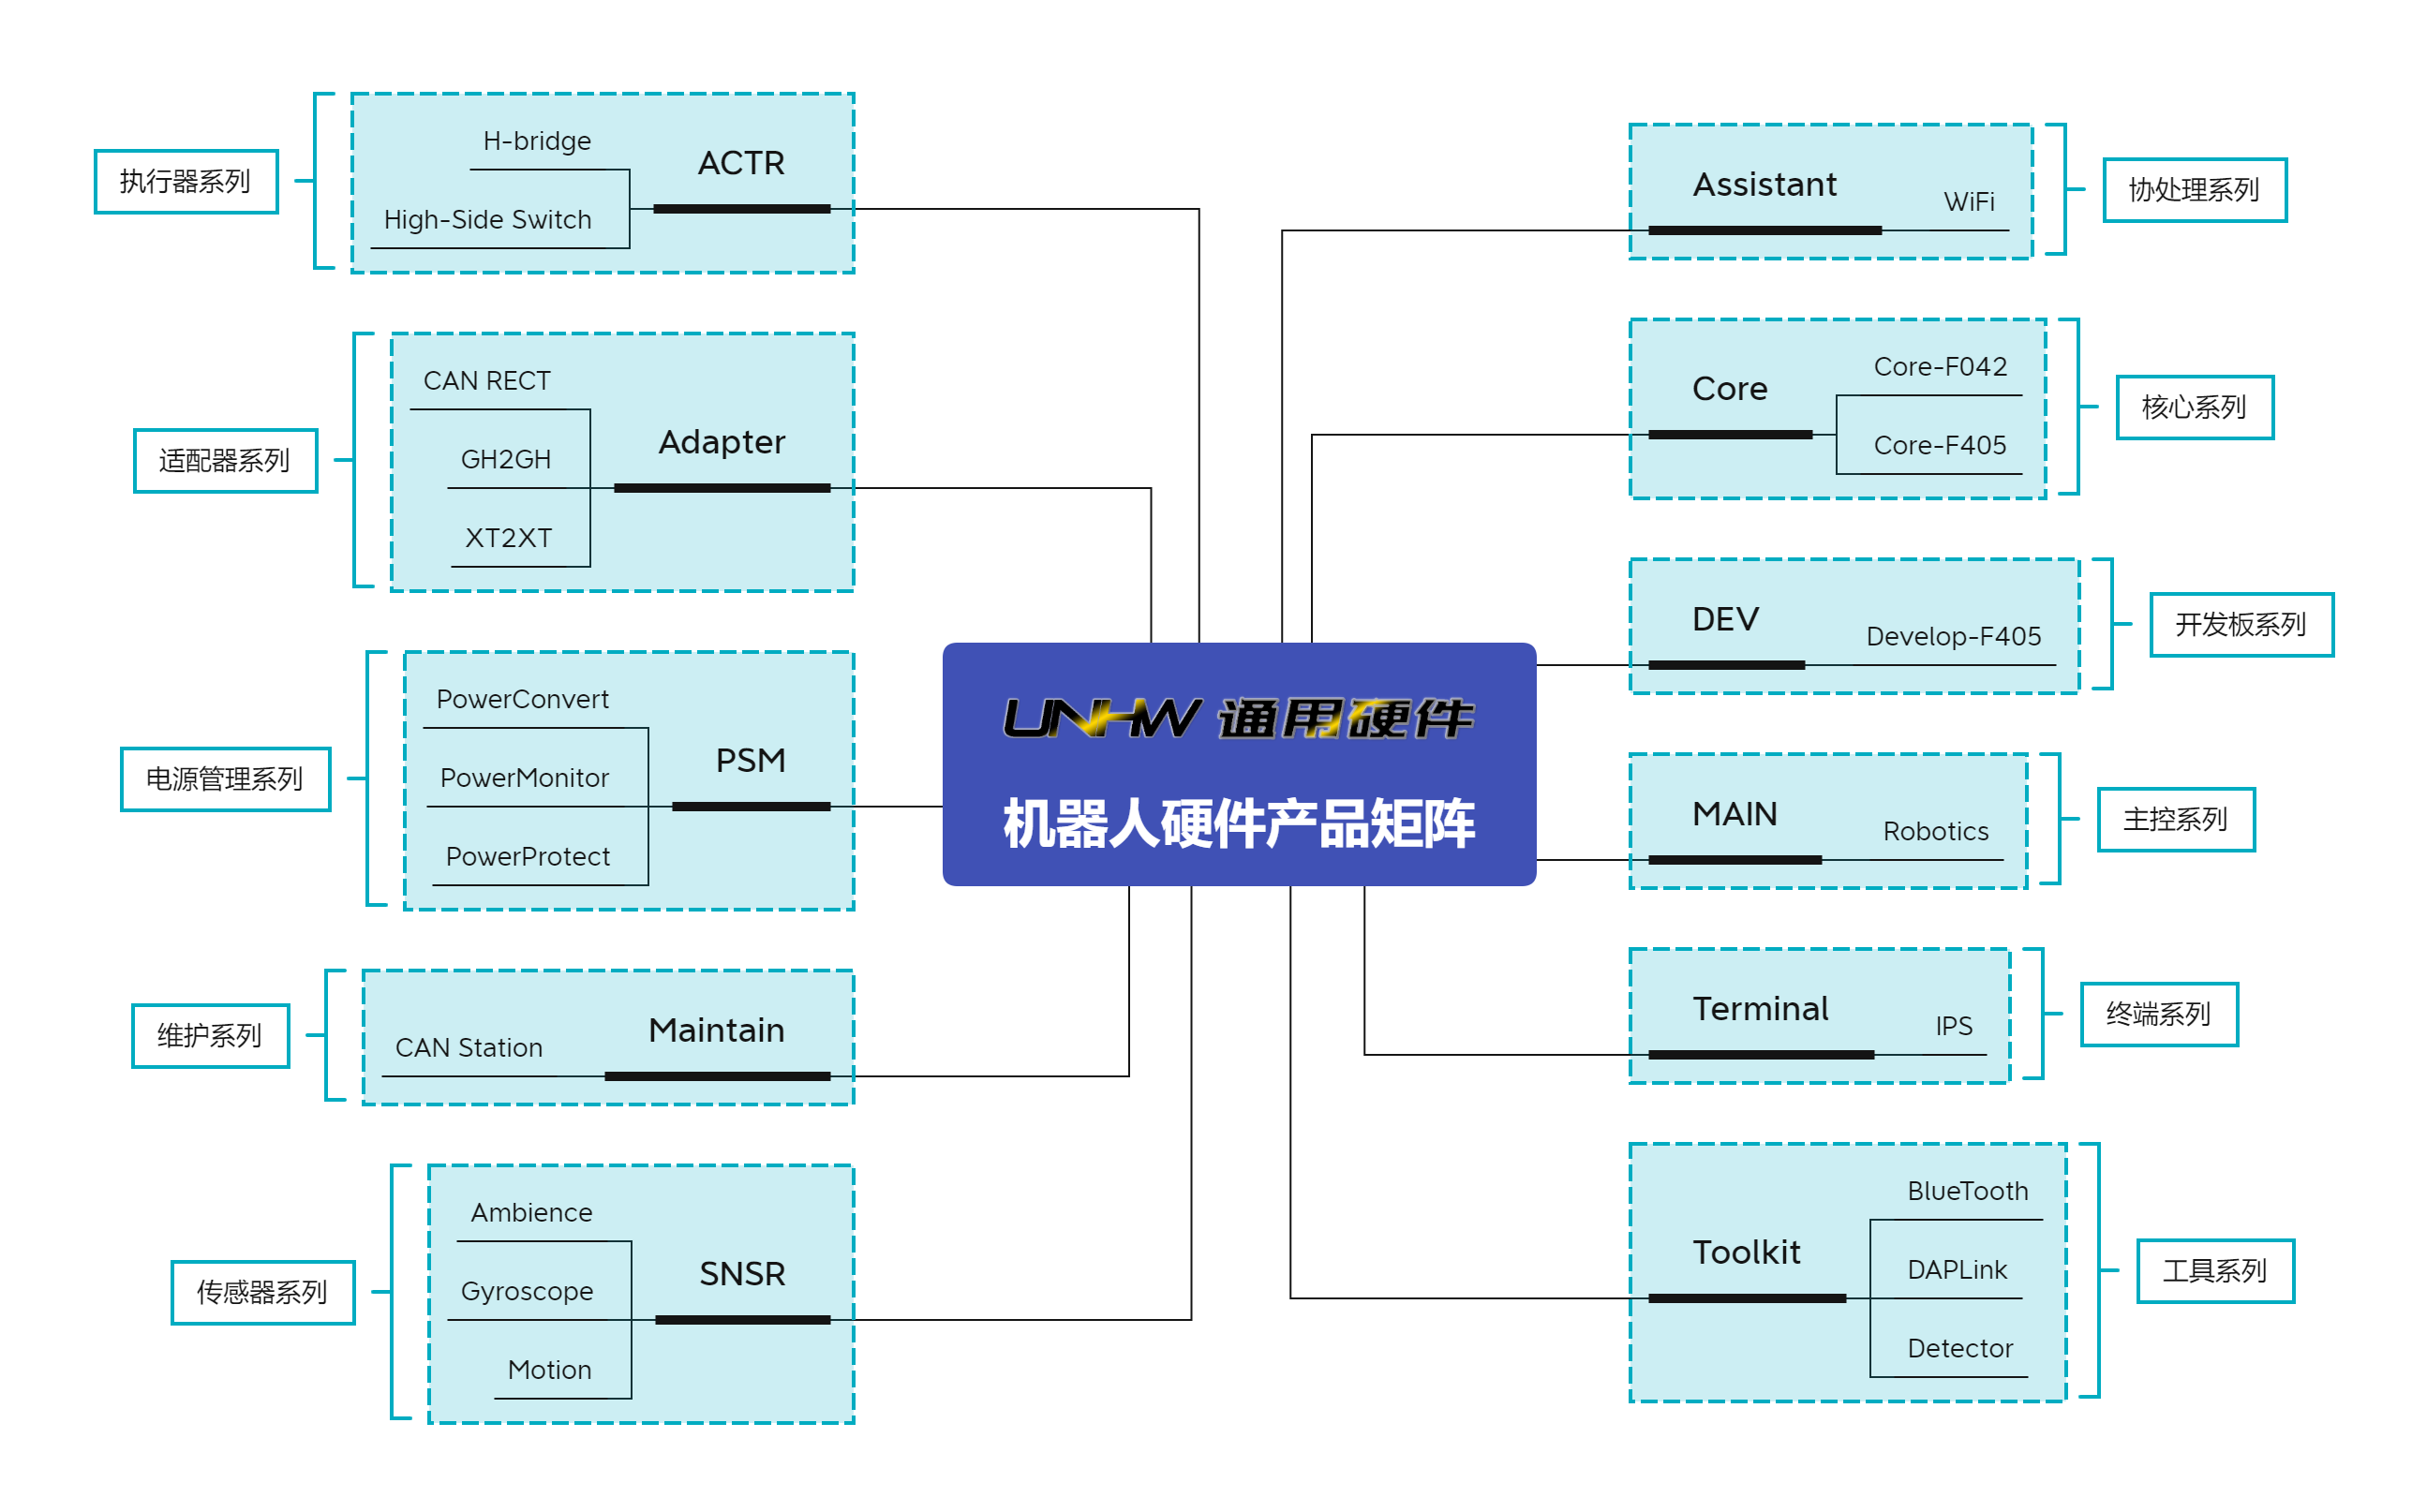 UNHW 通用硬件
机器人硬件产品矩阵
执行器系列
H-bridge
High-Side Switch
ACTR
适配器系列
CAN RECT
GH2GH
XT2XT
Adapter
电源管理系列
PowerConvert
PowerMonitor
PowerProtect
PSM
维护系列
CAN Station
Maintain
传感器系列
Ambience
Gyroscope
Motion
SNSR
Assistant
WiFi
协处理系列
Core
Core-F042
Core-F405
核心系列
DEV
Develop-F405
开发板系列
MAIN
Robotics
主控系列
Terminal
IPS
终端系列
Toolkit
BlueTooth
DAPLink
Detector
工具系列